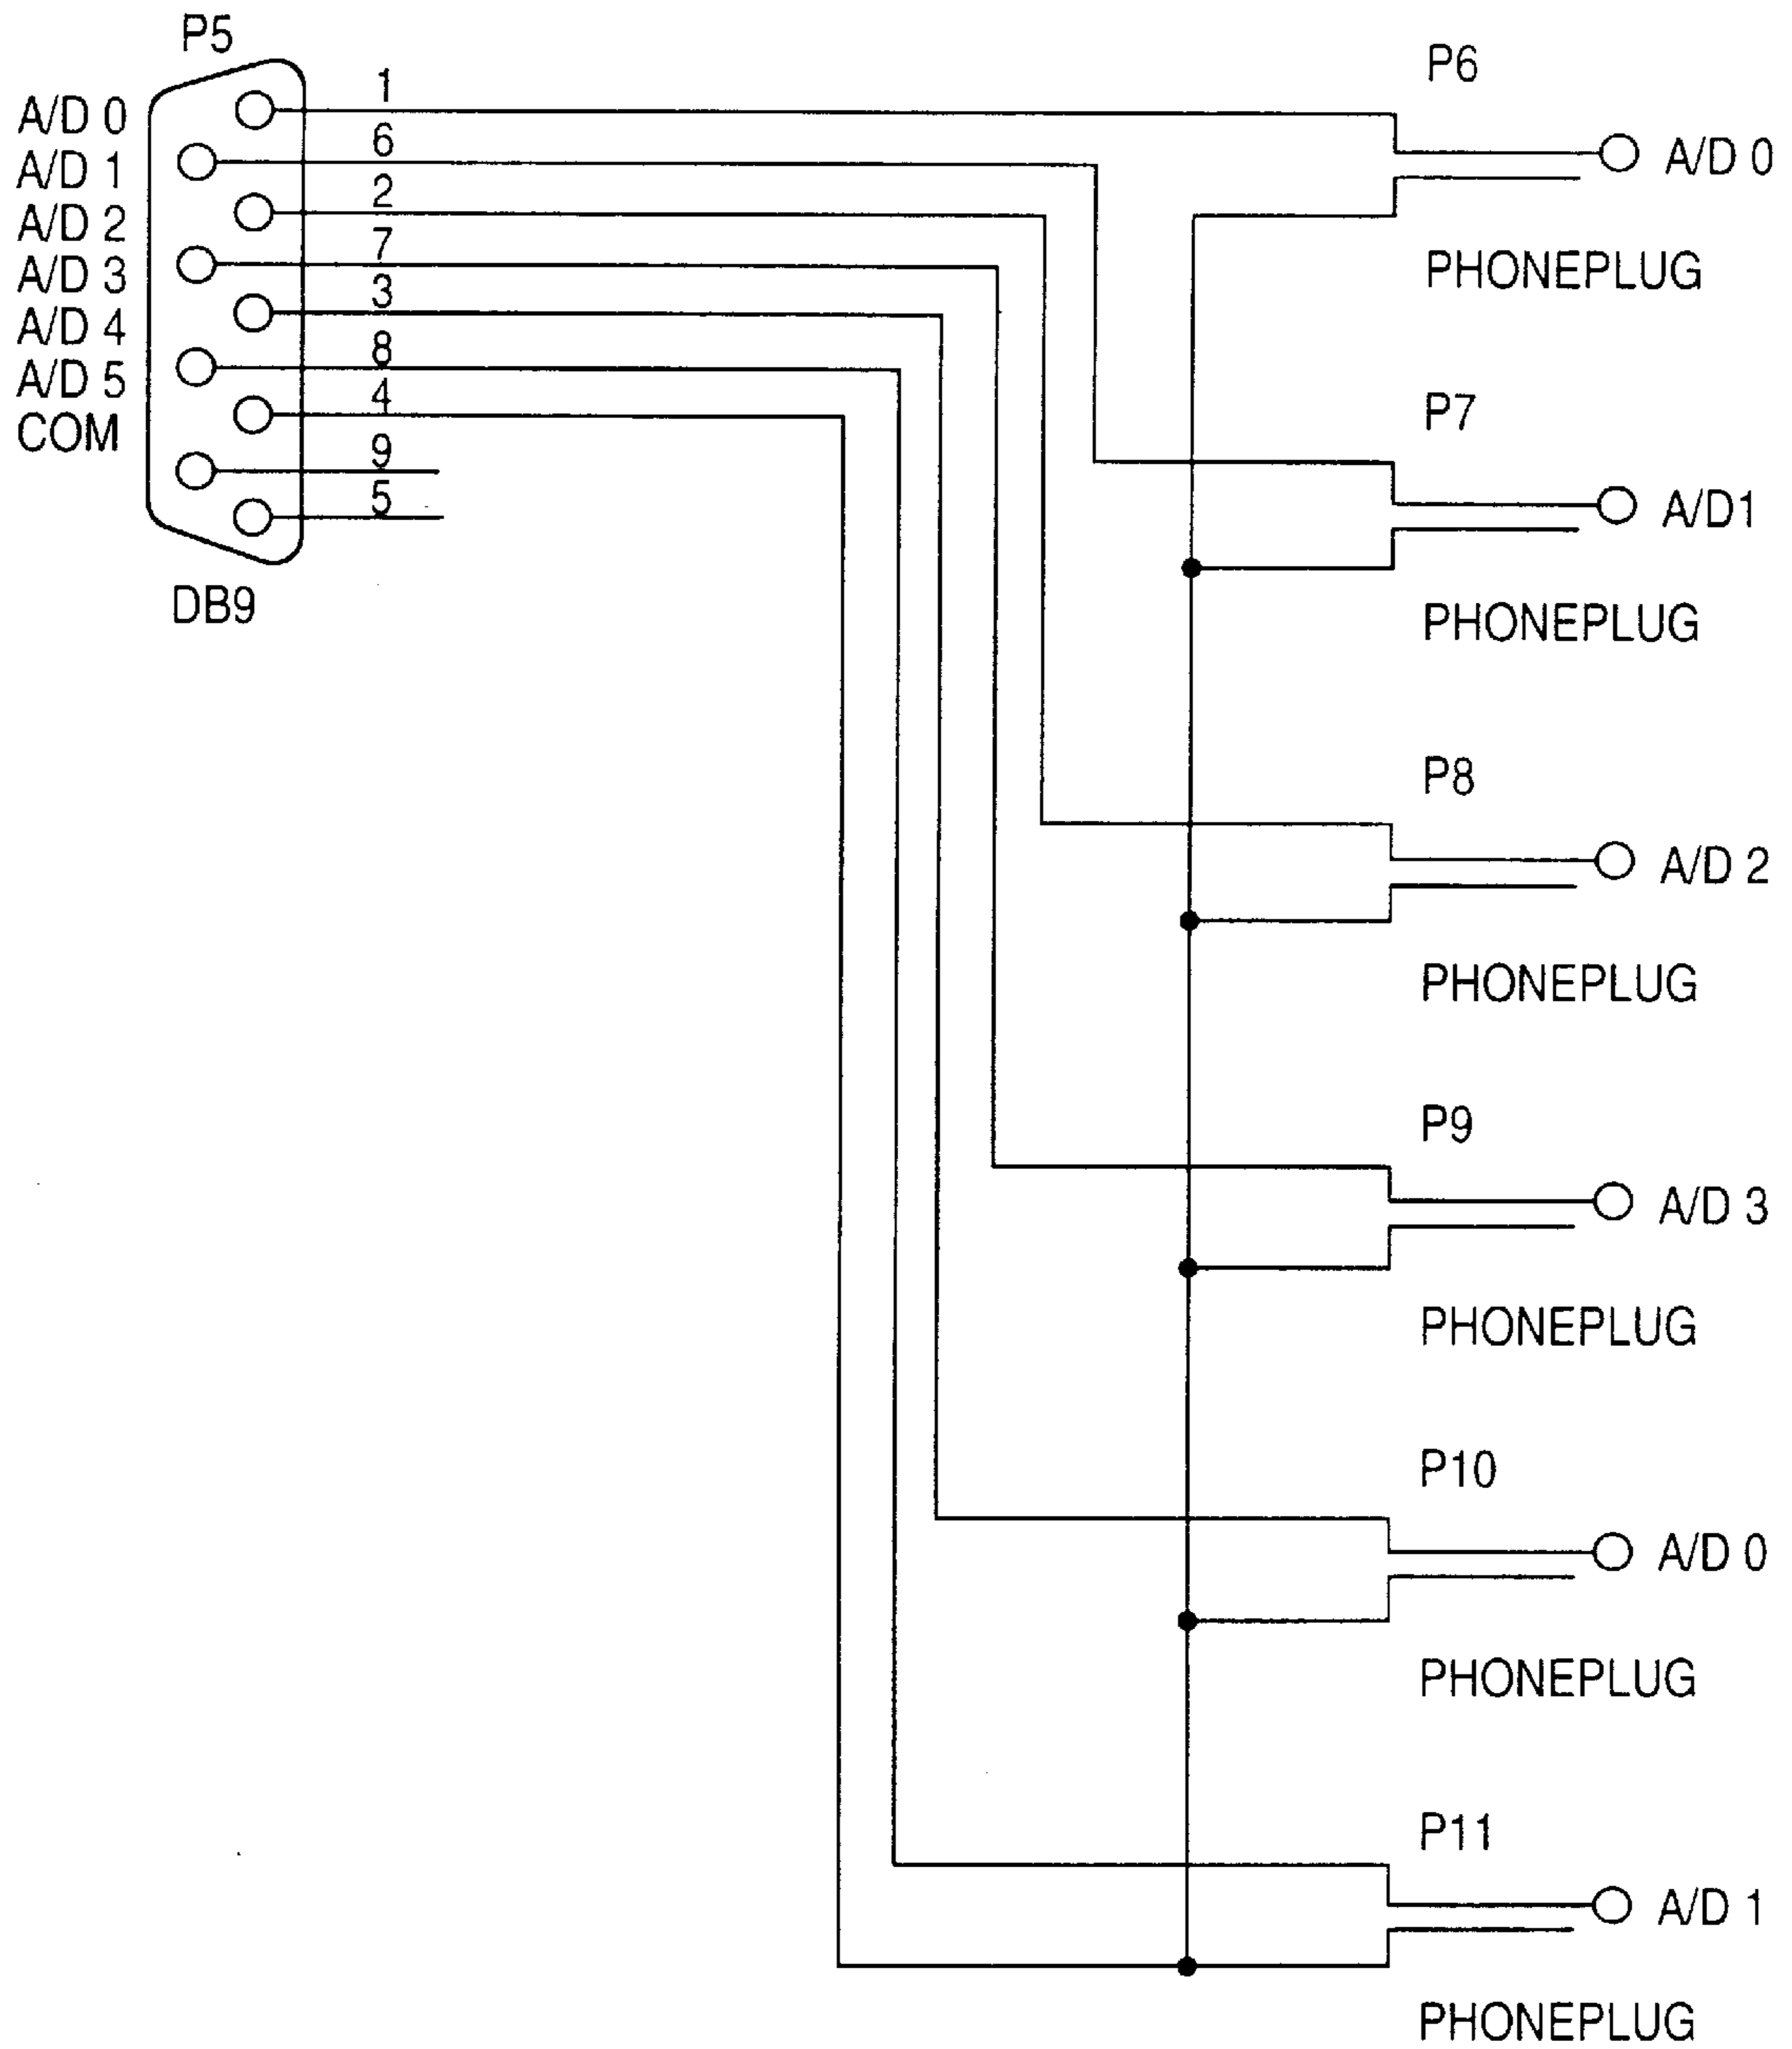 P5
A/D 0
A/D 1
A/D 2
A/D 3
A/D 4
A/D 5
COM
1
6
2
7
3
8
4
9
5
DB9
P6
A/D 0
PHONEPLUG
P7
A/D1
PHONEPLUG
P8
A/D 2
PHONEPLUG
P9
A/D 3
PHONEPLUG
P10
A/D 0
PHONEPLUG
P11
A/D 1
PHONEPLUG